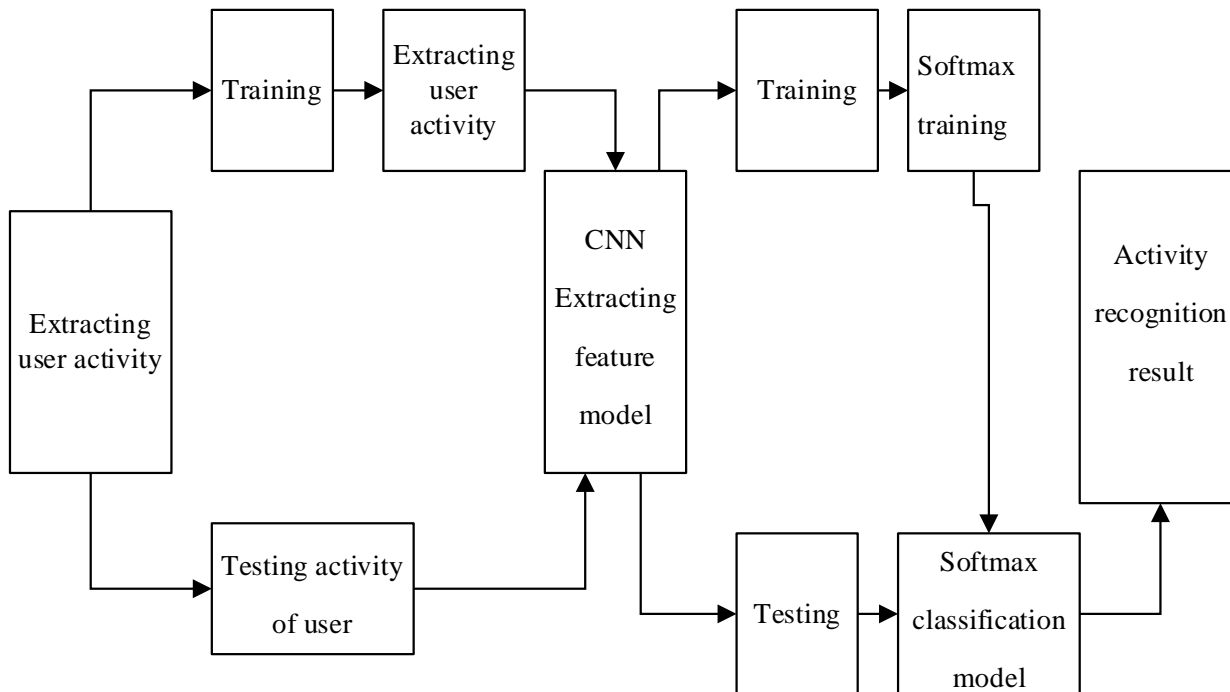 Training
Extracting
user
activity
Training
Softmax
training
Extracting
user activity
CNN
Extracting
feature
model
Activity
recognition
result
Testing activity
of user
Testing
Softmax
classification
model